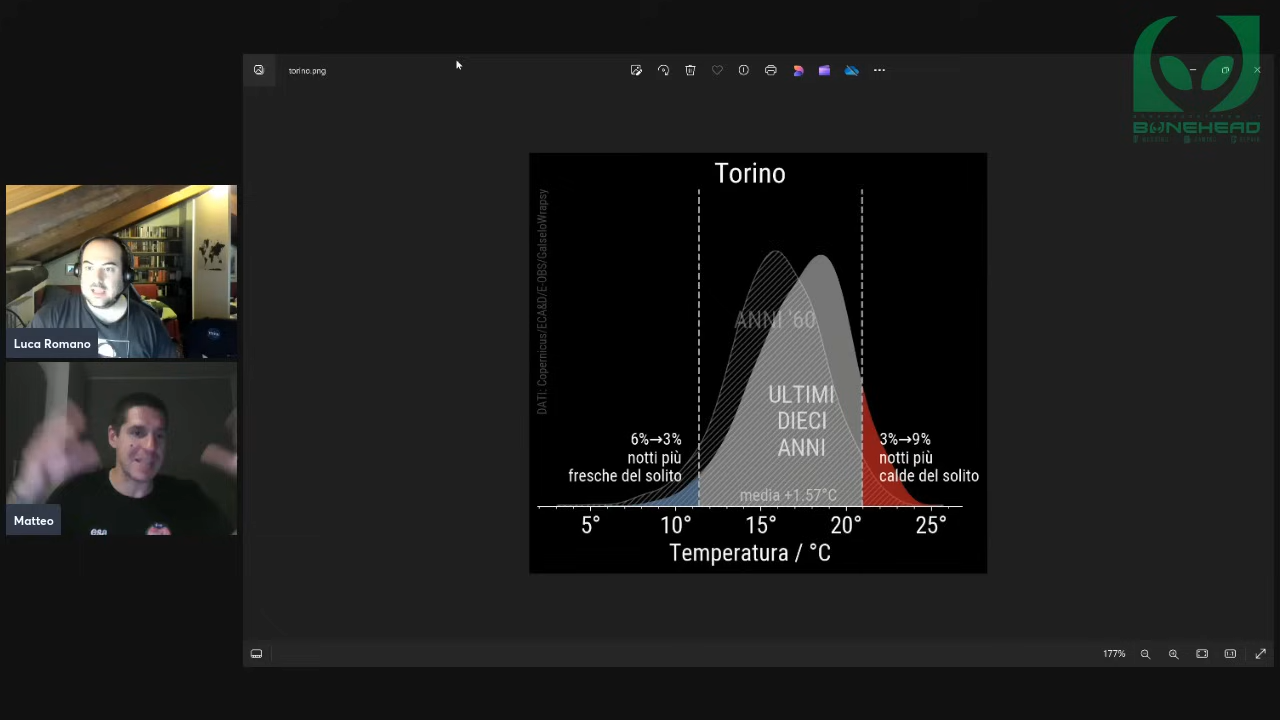 torino.png
BONEHEAD
Torino
DATI: Copernicus/ECA&D/E-OBS/GalseloWrapsy
ANNI '60
ULTIMI
DIECI
ANNI
6%→3%
notti più
fresche del solito
3%→9%
notti più
calde del solito
media +1.57°C
5° 10° 15° 20° 25°
Temperatura / °C
Luca Romano
Matteo
177%